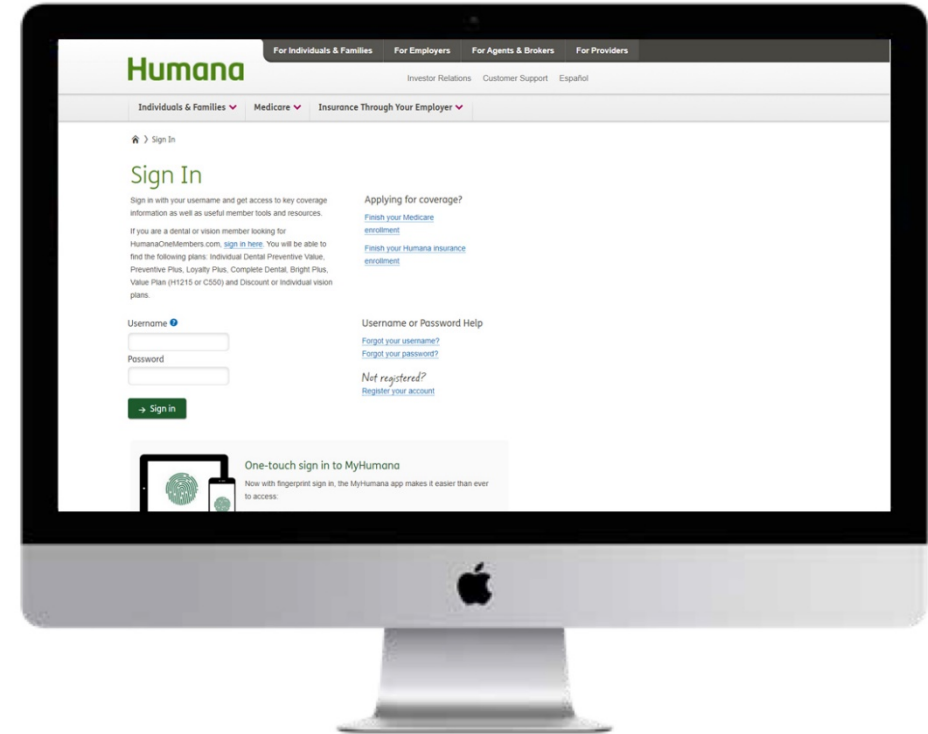 For Individuals & Families For Employers For Agents & Brokers For Providers
Humana
Investor Relations Customer Support Español
Individuals & Families Medicare Insurance Through Your Employer
Sign In
Sign In
Sign in with your username and get access to key coverage
information as well as useful member tools and resources.
If you are a dental or vision member looking for
HumanaOneMembers.com, sign in here. You will be able to
find the following plans: Individual Dental Preventive Value,
Preventive Plus, Loyalty Plus, Complete Dental, Bright Plus,
Value Plan (H1215 or C550) and Discount or Individual vision
plans.
Applying for coverage?
Finish your Medicare
enrollment
Finish your Humana insurance
enrollment
Username ?
Password
→ Sign in
Username or Password Help
Forgot your username?
Forgot your password?
Not registered?
Register your account
One-touch sign in to MyHumana
Now with fingerprint sign in, the MyHumana app makes it easier than ever
to access: